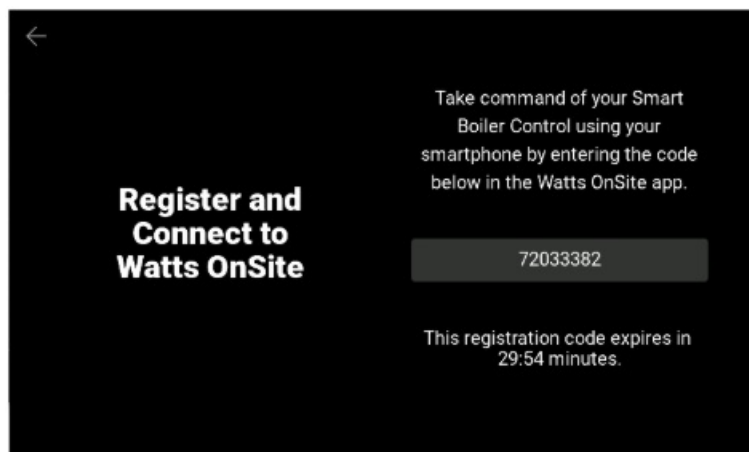 Register and
Connect to
Watts OnSite
Take command of your Smart
Boiler Control using your
smartphone by entering the code
below in the Watts OnSite app.
72033382
This registration code expires in
29:54 minutes.